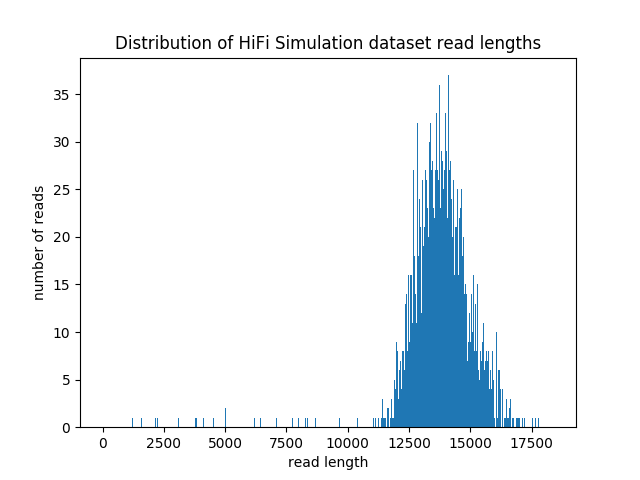 Distribution of HiFi Simulation dataset read lengths
number of reads
35
30
25
20
15
10
5
0
0 2500 5000 7500 10000 12500 15000 17500
read length